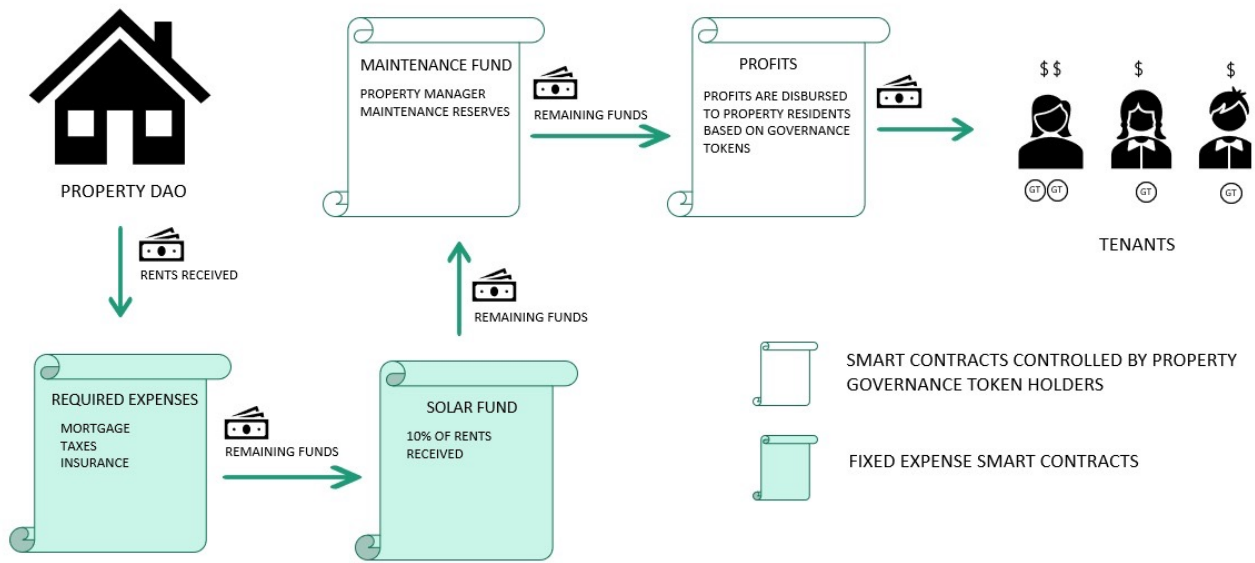 PROPERTY DAO
RENTS RECEIVED
REQUIRED EXPENSES
MORTGAGE
TAXES
INSURANCE
REMAINING FUNDS
SOLAR FUND
10% OF RENTS
RECEIVED
REMAINING FUNDS
MAINTENANCE FUND
PROPERTY MANAGER
MAINTENANCE RESERVES
REMAINING FUNDS
PROFITS
PROFITS ARE DISBURSED
TO PROPERTY RESIDENTS
BASED ON GOVERNANCE
TOKENS
$ $
$
$
GT GT
GT
GT
TENANTS
SMART CONTRACTS CONTROLLED BY PROPERTY
GOVERNANCE TOKEN HOLDERS
FIXED EXPENSE SMART CONTRACTS